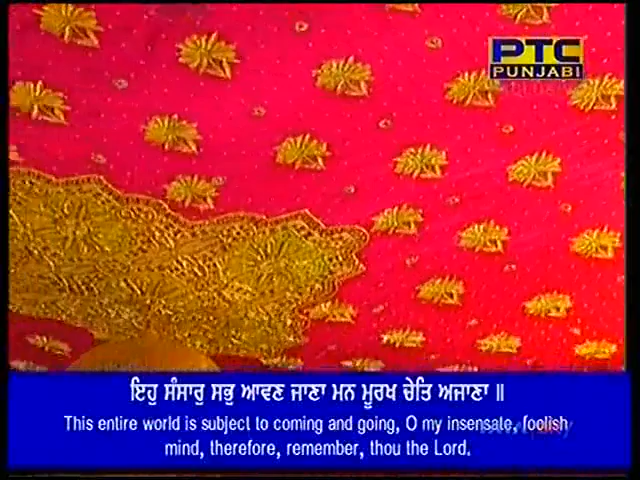 PTC
PUNJABI
ਇਹੁ ਸੰਸਾਰੁ ਸਭੁ ਆਵਣ ਜਾਣਾ ਮਨ ਮੂਰਖ ਚੇਤਿ ਅਜਾਣਾ ॥
This entire world is subject to coming and going, O my insensate, foolish
mind, therefore, remember, thou the Lord.